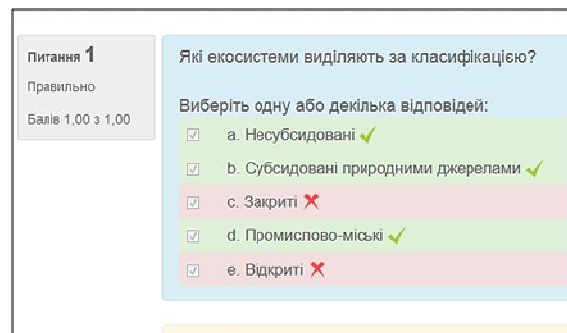 Питання 1
Правильно
Балів 1,00 з 1,00
Які екосистеми виділяють за класифікацією?
Виберіть одну або декілька відповідей:
a. Несубсидовані
b. Субсидовані природними джерелами
c. Закриті
d. Промислово-міські
e. Відкриті